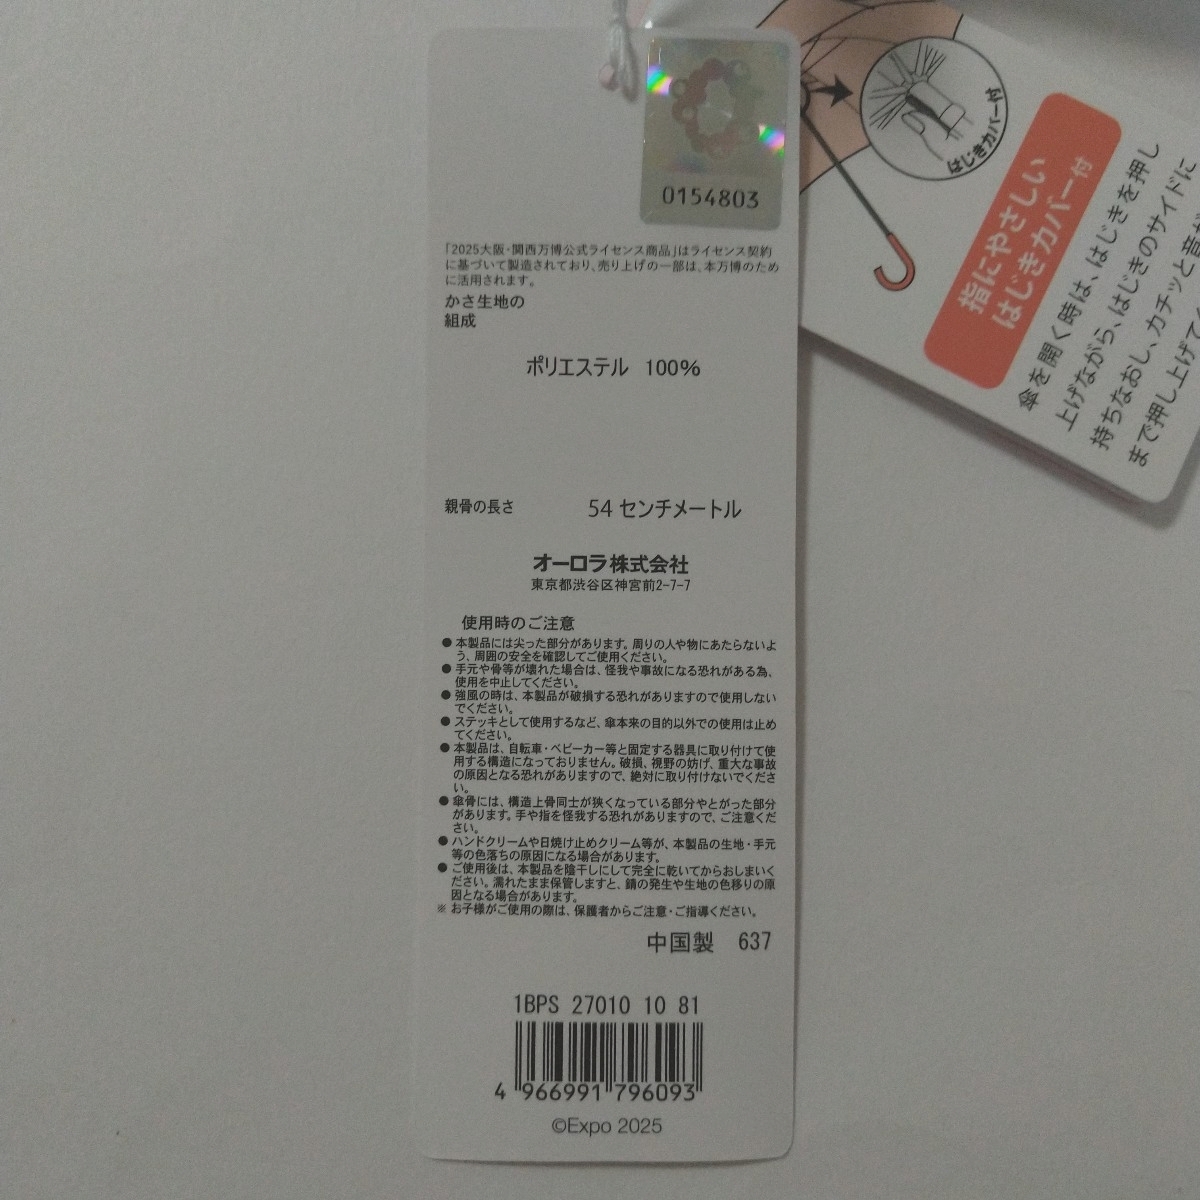 0154803
「2025大阪・関西万博公式ライセンス商品」はライセンス契約
に基づいて製造されており、売り上げの一部は、本万博のため
に活用されます。
かさ生地の
組成
ポリエステル 100%
親骨の長さ 54 センチメートル
オーロラ株式会社
東京都渋谷区神宮前2-7-7
使用時のご注意
● 本製品には尖った部分があります。周りの人や物にあたらないよ
う、周囲の安全を確認してご使用ください。
● 手元や骨等が壊れた場合は、怪我や事故になる恐れがある為、
使用を中止してください。
● 強風の時は、本製品が破損する恐れがありますので使用しない
でください。
● ステッキとして使用するなど、傘本来の目的以外での使用は止め
てください。
● 本製品は、自転車・ベビーカー等と固定する器具に取り付けて使
用する構造になっておりません。破損、視野の妨げ、重大な事故
の原因となる恐れがありますので、絶対に取り付けないでくださ
い。
● 傘骨には、構造上骨同士が狭くなっている部分やとがった部分
があります。手や指を怪我する恐れがありますので、ご注意くだ
さい。
● ハンドクリームや日焼け止めクリーム等が、本製品の生地・手元
等の色落ちの原因になる場合があります。
● ご使用後は、本製品を陰干しにして完全に乾いてからおしまいく
ださい。濡れたまま保管しますと、錆の発生や生地の色移りの原
因となる場合があります。
※ お子様がご使用の際は、保護者からご注意・ご指導ください。
中国製 637
1BPS 27010 10 81
4 966991 796093
©Expo 2025
はじきカバー付
指にやさしい
はじきカバー付
傘を開く時は、はじきを押し
上げながら、はじきのサイドに
持ちなおし、カチッと音が
まで押し上げて